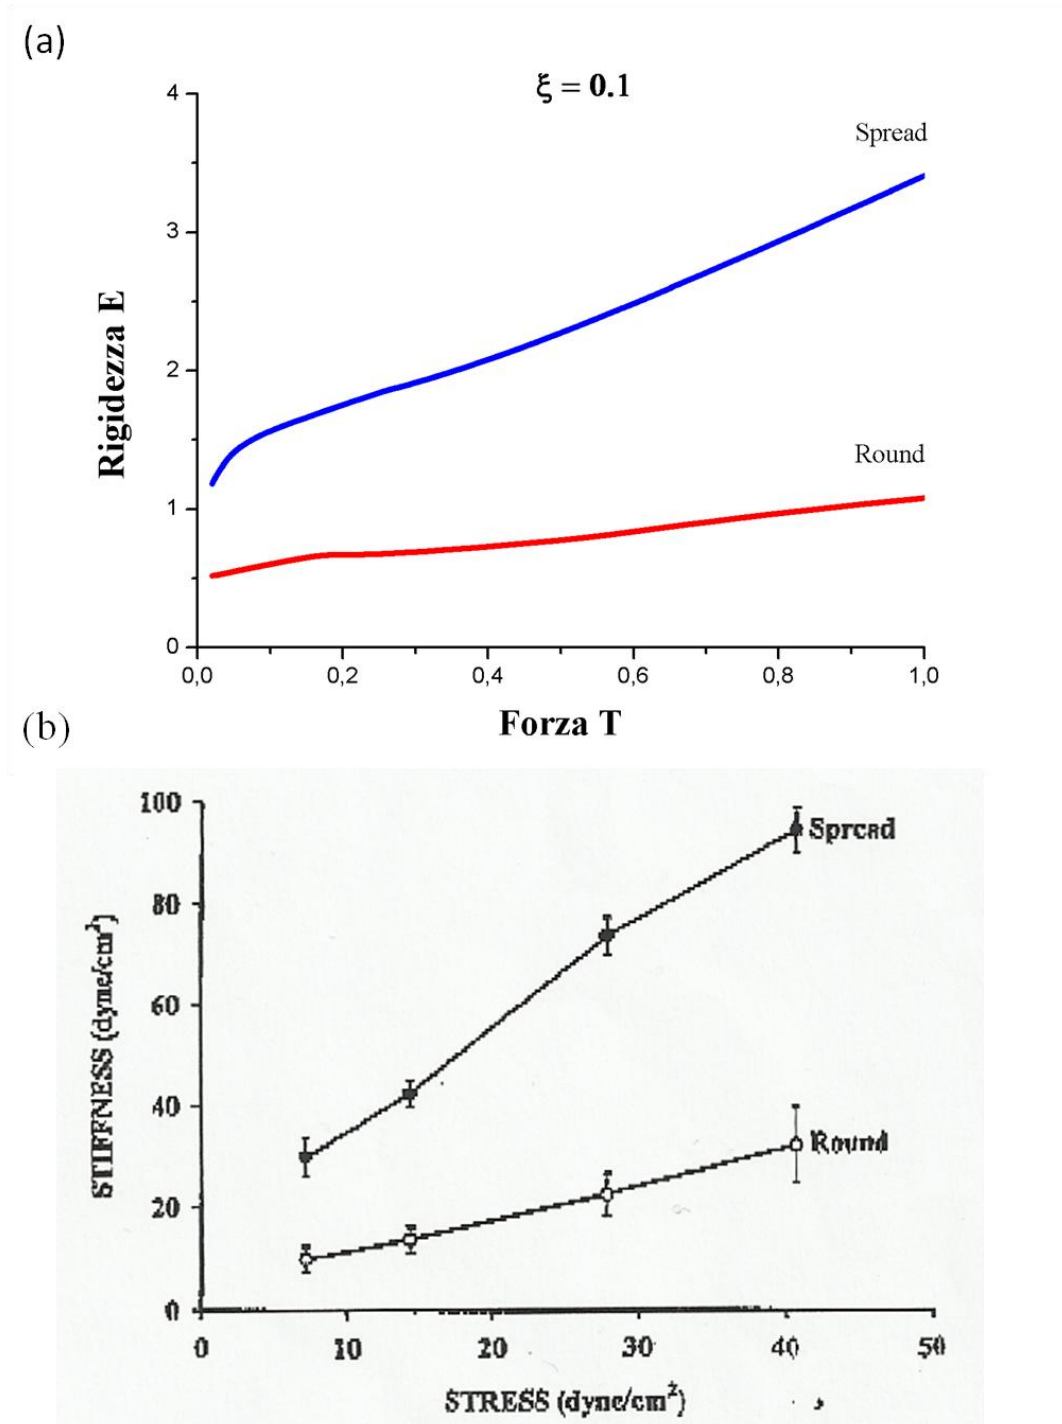 (a)
ξ = 0.1
4
3
2
1
0
Rigidezza E
Spread
Round
0,0 0,2 0,4 0,6 0,8 1,0
Forza T
(b)
100
80
60
40
20
0
STIFFNESS (dyne/cm²)
Spread
Round
0 10 20 30 40 50
STRESS (dyne/cm²)